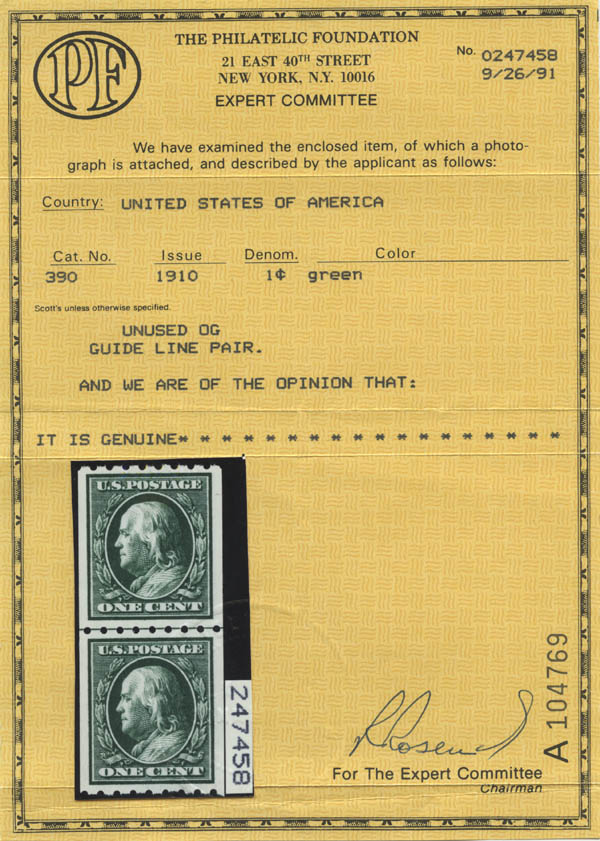 PF
THE PHILATELIC FOUNDATION
21 EAST 40TH STREET
NEW YORK, N.Y. 10016
EXPERT COMMITTEE
No. 0247458
9/26/91
We have examined the enclosed item, of which a photo-
graph is attached, and described by the applicant as follows:
Country: UNITED STATES OF AMERICA
Cat. No. Issue Denom. Color
390 1910 1¢ green
Scott's unless otherwise specified.
UNUSED OG
GUIDE LINE PAIR.
AND WE ARE OF THE OPINION THAT:
IT IS GENUINE* * * * * * * * * * * * * * * * * *
U.S. POSTAGE
ONE CENT
U.S. POSTAGE
ONE CENT
247458
A 104769
For The Expert Committee
Chairman